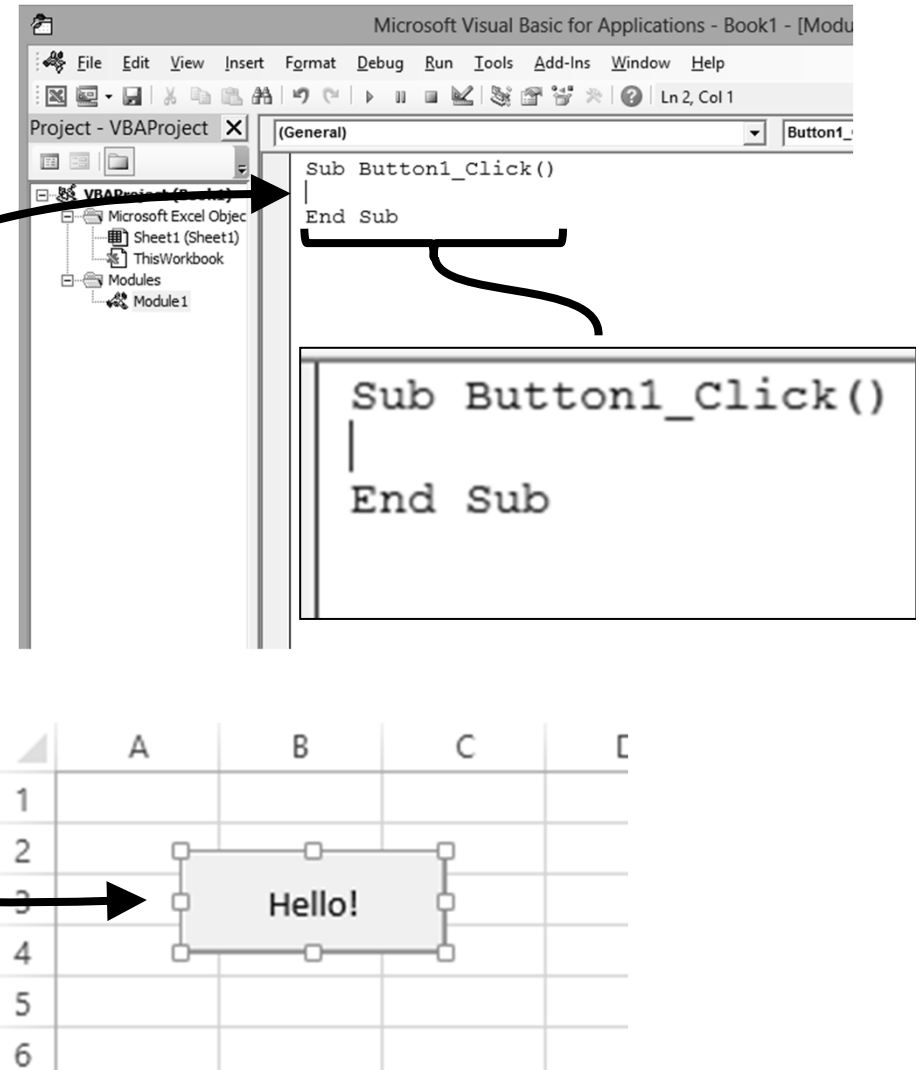 Microsoft Visual Basic for Applications - Book1 - [Modu
File Edit View Insert Format Debug Run Tools Add-Ins Window Help
Ln 2, Col 1
Project - VBAProject
(General)
Button1_
VBAProject (Book1)
Microsoft Excel Objec
Sheet1 (Sheet1)
ThisWorkbook
Modules
Module1
Sub Button1_Click()
End Sub
Sub Button1_Click()
End Sub
A B C D
1
2
3
4
5
6
Hello!